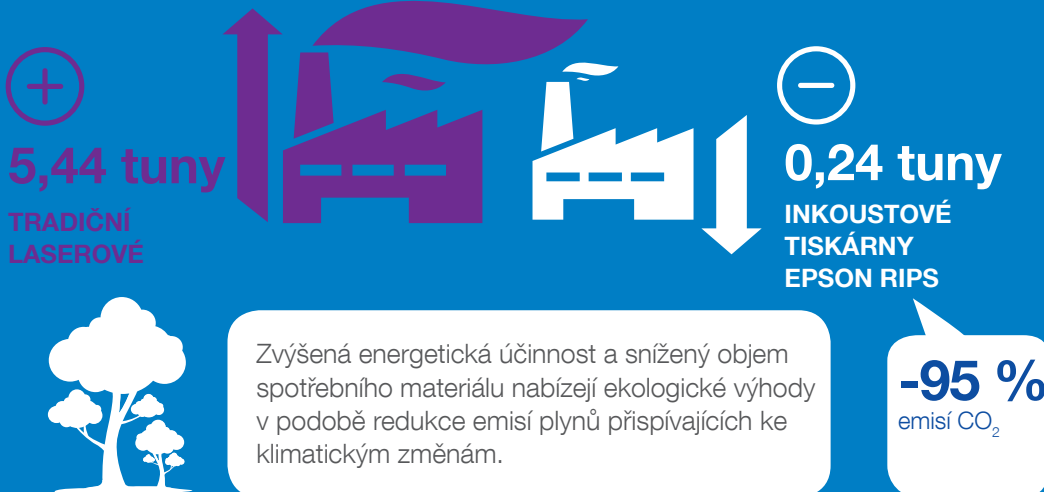 5,44 tuny
TRADIČNÍ
LASEROVÉ
0,24 tuny
INKOUSTOVÉ
TISKÁRNY
EPSON RIPS
Zvýšená energetická účinnost a snížený objem
spotřebního materiálu nabízejí ekologické výhody
v podobě redukce emisí plynů přispívajících ke
klimatickým změnám.
-95 %
emisí CO₂